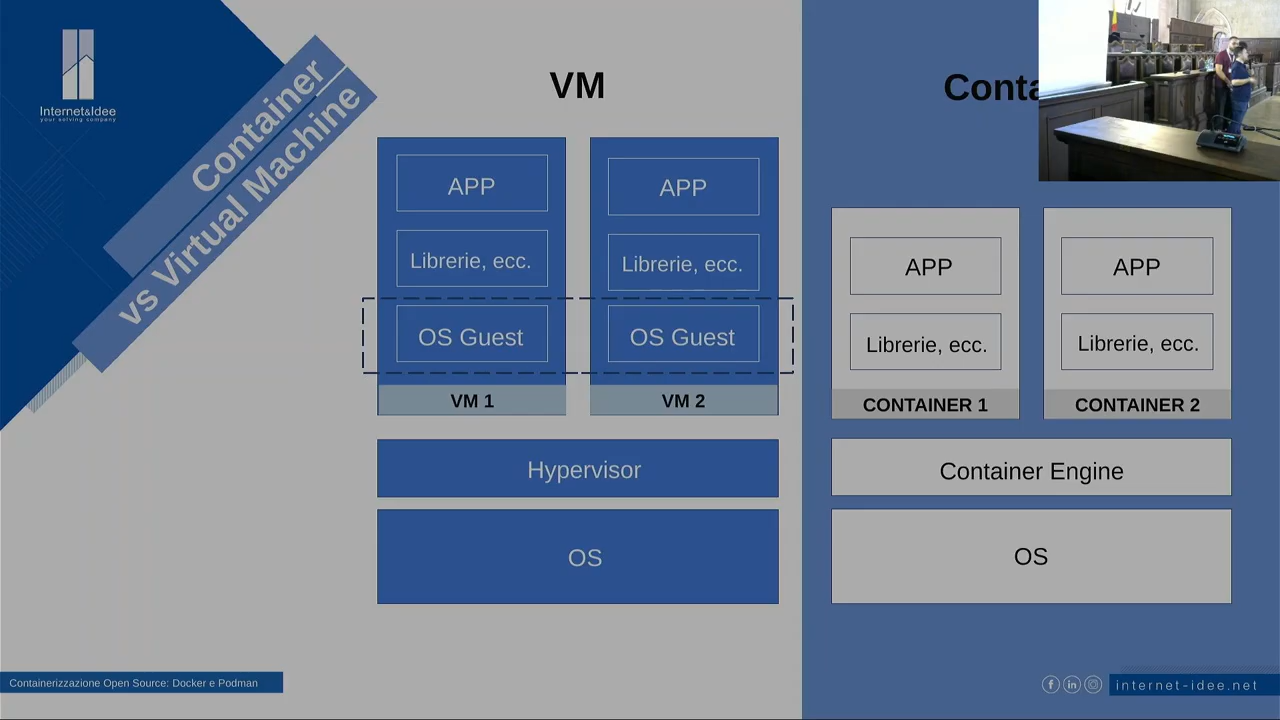 Internet&Idee
your solving company
Container
vs Virtual Machine
VM
APP
Librerie, ecc.
OS Guest
VM 1
APP
Librerie, ecc.
OS Guest
VM 2
Hypervisor
OS
Conta
APP
Librerie, ecc.
CONTAINER 1
APP
Librerie, ecc.
CONTAINER 2
Container Engine
OS
Containerizzazione Open Source: Docker e Podman
internet-idee.net